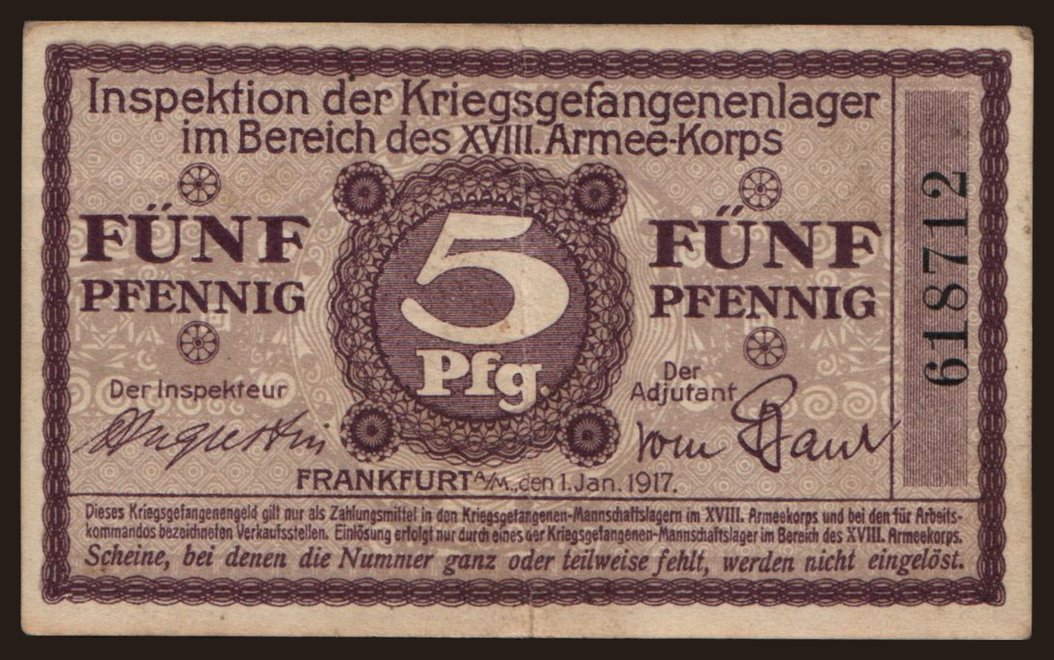 Inspektion der Kriegsgefangenenlager
im Bereich des XVIII. Armee-Korps
FÜNF
PFENNIG
5
Pfg.
FÜNF
PFENNIG
618712
Der Inspekteur
Der
Adjutant
FRANKFURT A/M., den 1. Jan. 1917.
Dieses Kriegsgefangenengeld gilt nur als Zahlungsmittel in den Kriegsgefangenen-Mannschaftslagern im XVIII. Armeekorps und bei den für Arbeits-
kommandos bezeichneten Verkaufsstellen. Einlösung erfolgt nur durch eines der Kriegsgefangenen-Mannschaftslager im Bereich des XVIII. Armeekorps.
Scheine, bei denen die Nummer ganz oder teilweise fehlt, werden nicht eingelöst.